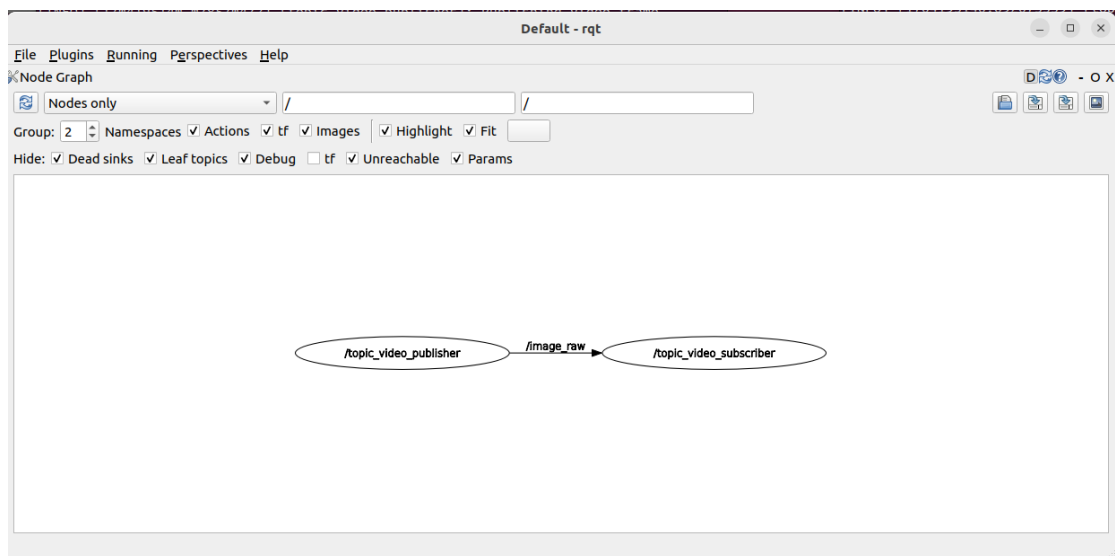 Default - rqt
File Plugins Running Perspectives Help
Node Graph
D - O X
Nodes only / /
Group: 2 Namespaces Actions tf Images Highlight Fit
Hide: Dead sinks Leaf topics Debug tf Unreachable Params
/topic_video_publisher /image_raw /topic_video_subscriber